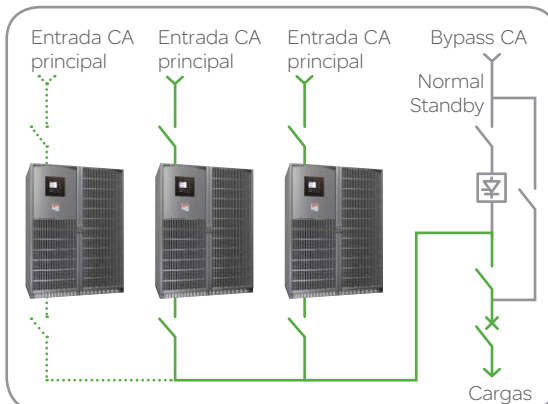 Entrada CA
principal
Entrada CA
principal
Entrada CA
principal
Bypass CA
Normal
Standby
Cargas